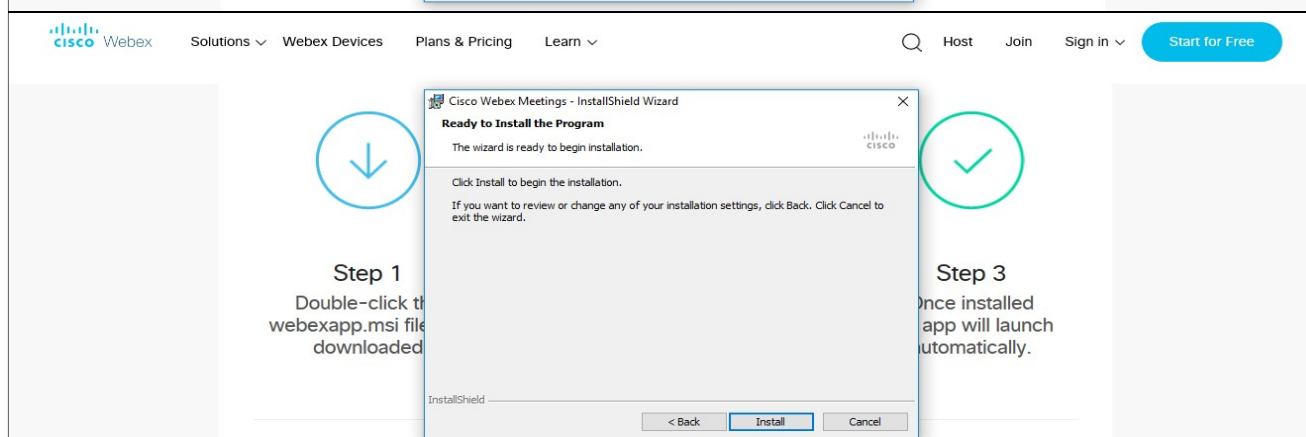 CISCO Webex Solutions Webex Devices Plans & Pricing Learn Host Join Sign in Start for Free
Cisco Webex Meetings - InstallShield Wizard
Ready to Install the Program
The wizard is ready to begin installation.
CISCO
Click Install to begin the installation.
If you want to review or change any of your installation settings, click Back. Click Cancel to
exit the wizard.
InstallShield
< Back Install Cancel
Step 1
Double-click
webexapp.msi file
downloaded
Step 3
installed
app will launch